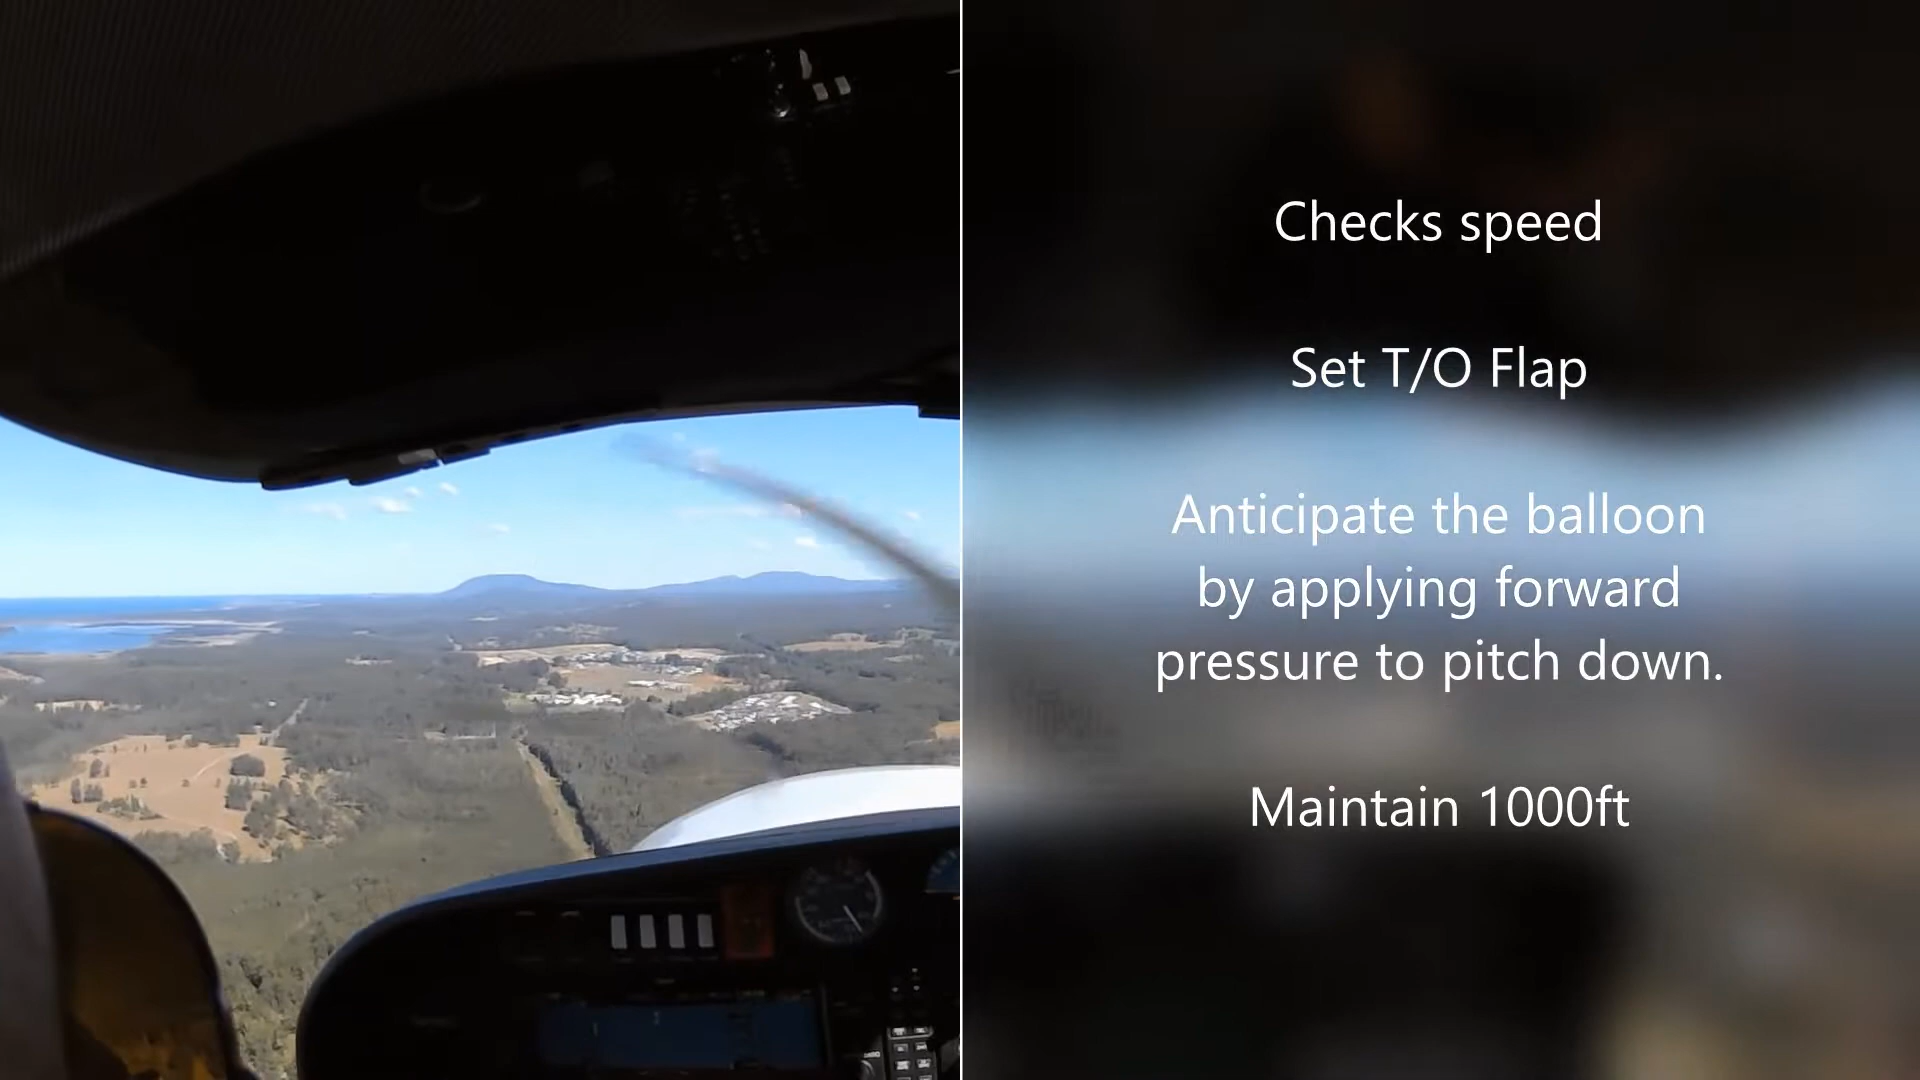 Checks speed
Set T/O Flap
Anticipate the balloon
by applying forward
pressure to pitch down.
Maintain 1000ft